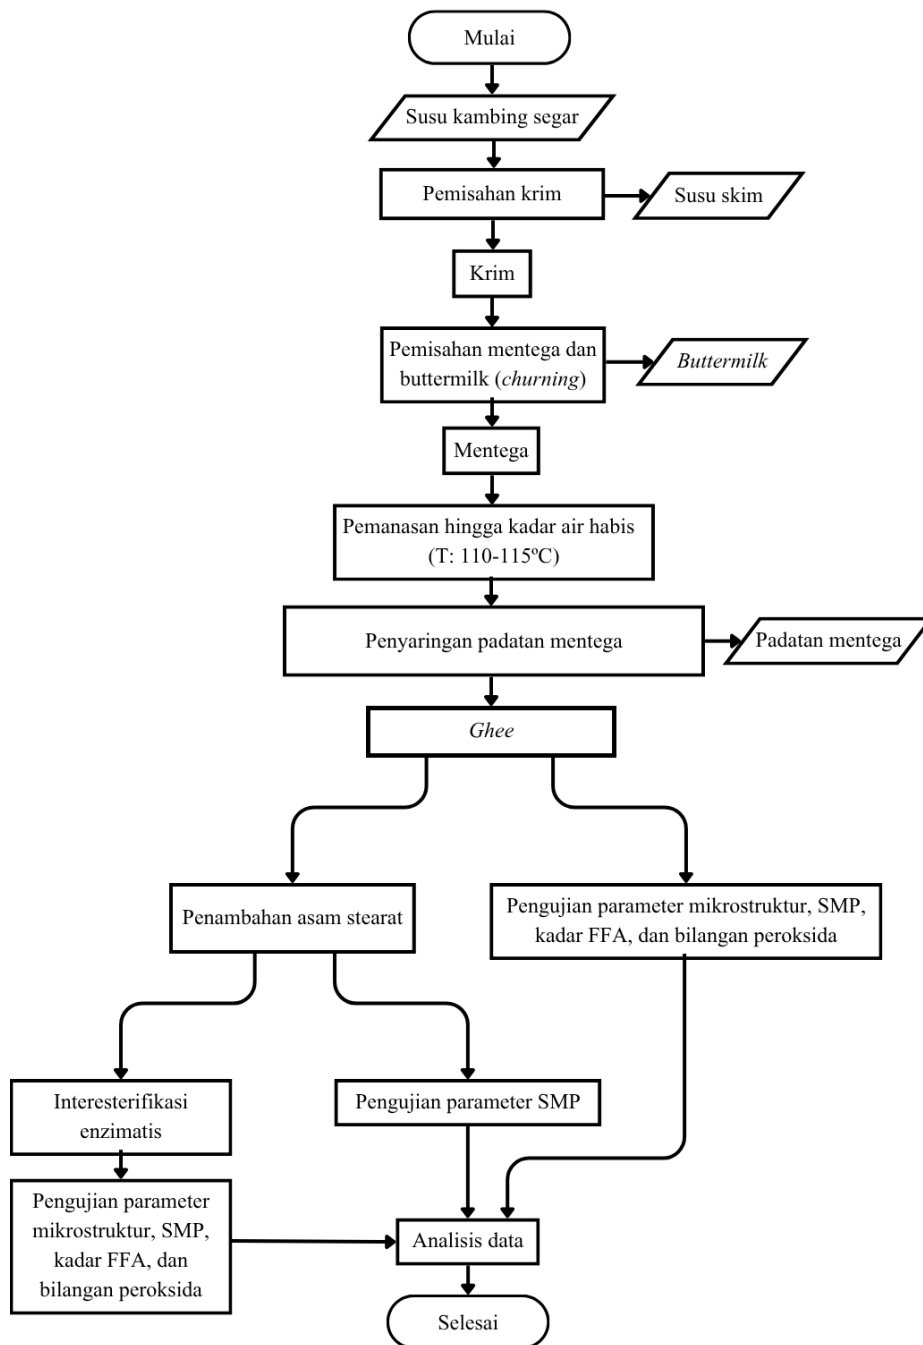 Mulai
Susu kambing segar
Pemisahan krim
Susu skim
Krim
Pemisahan mentega dan
buttermilk (churning)
Buttermilk
Mentega
Pemanasan hingga kadar air habis
(T: 110-115ºC)
Penyaringan padatan mentega
Padatan mentega
Ghee
Penambahan asam stearat
Pengujian parameter mikrostruktur, SMP,
kadar FFA, dan bilangan peroksida
Interesterifikasi
enzimatis
Pengujian parameter SMP
Pengujian parameter
mikrostruktur, SMP,
kadar FFA, dan
bilangan peroksida
Analisis data
Selesai